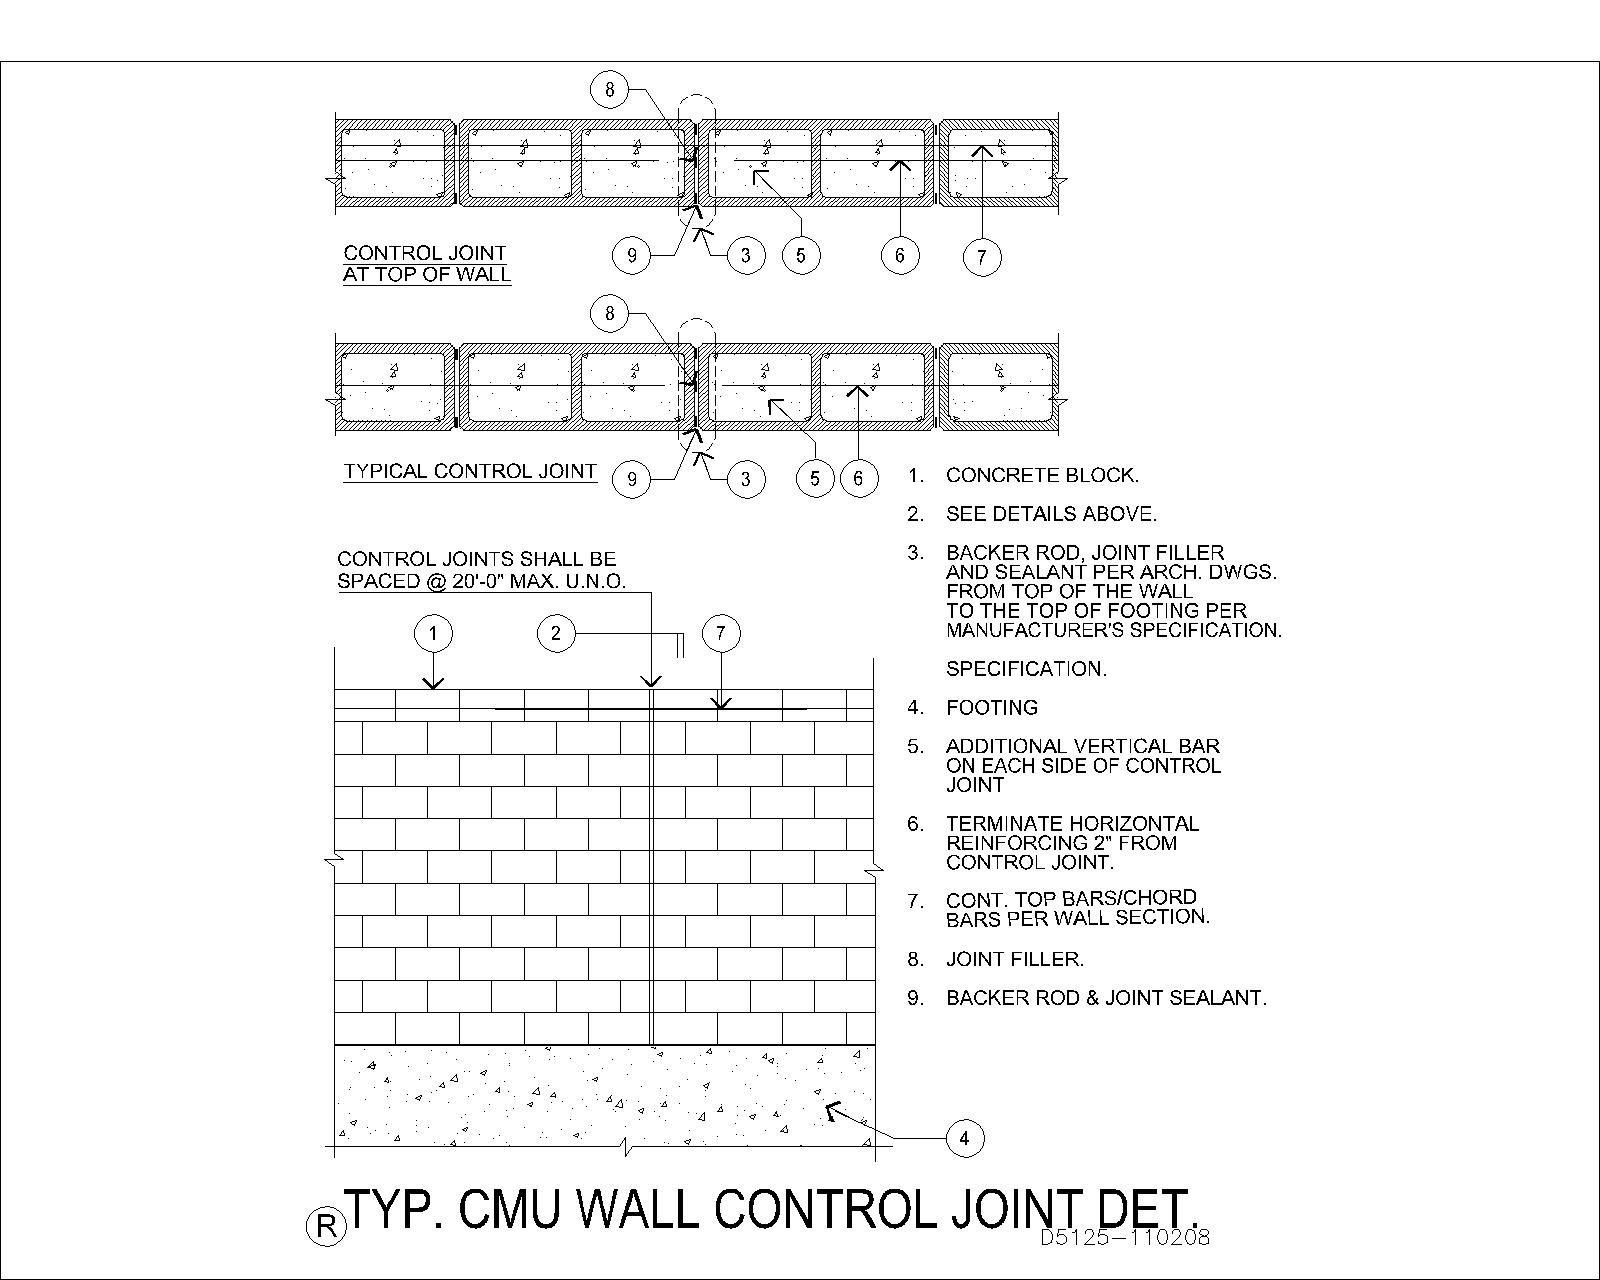 8
9
3
5
6
7
CONTROL JOINT
AT TOP OF WALL
8
9
3
5
6
TYPICAL CONTROL JOINT
CONTROL JOINTS SHALL BE
SPACED @ 20'-0" MAX. U.N.O.
1
2
7
4
1. CONCRETE BLOCK.
2. SEE DETAILS ABOVE.
3. BACKER ROD, JOINT FILLER
AND SEALANT PER ARCH. DWGS.
FROM TOP OF THE WALL
TO THE TOP OF FOOTING PER
MANUFACTURER'S SPECIFICATION.
SPECIFICATION.
4. FOOTING
5. ADDITIONAL VERTICAL BAR
ON EACH SIDE OF CONTROL
JOINT
6. TERMINATE HORIZONTAL
REINFORCING 2" FROM
CONTROL JOINT.
7. CONT. TOP BARS/CHORD
BARS PER WALL SECTION.
8. JOINT FILLER.
9. BACKER ROD & JOINT SEALANT.
R TYP. CMU WALL CONTROL JOINT DET.
D5125-110208